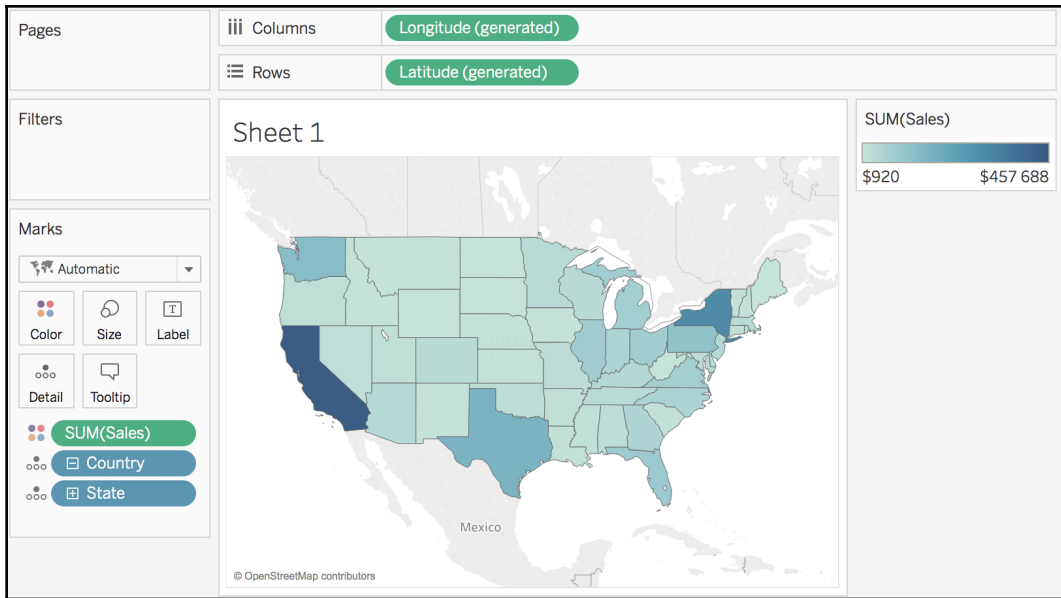 Pages
Columns
Longitude (generated)
Rows
Latitude (generated)
Filters
Sheet 1
SUM(Sales)
$920
$457 688
Marks
Automatic
Color
Size
T
Label
Detail
Tooltip
SUM(Sales)
Country
State
Mexico
© OpenStreetMap contributors